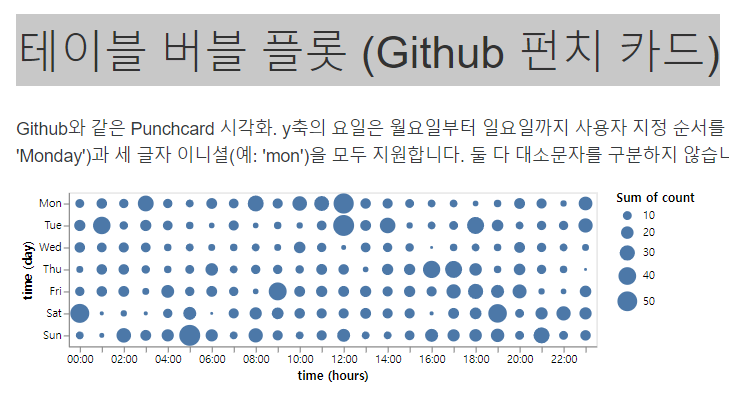 테이블 버블 플롯 (Github 펀치 카드)
Github와 같은 Punchcard 시각화. y축의 요일은 월요일부터 일요일까지 사용자 지정 순서를
'Monday')과 세 글자 이니셜(예: 'mon')을 모두 지원합니다. 둘 다 대소문자를 구분하지 않습니
Sum of count
10
20
30
40
50
time (day)
Mon
Tue
Wed
Thu
Fri
Sat
Sun
00:00 02:00 04:00 06:00 08:00 10:00 12:00 14:00 16:00 18:00 20:00 22:00
time (hours)